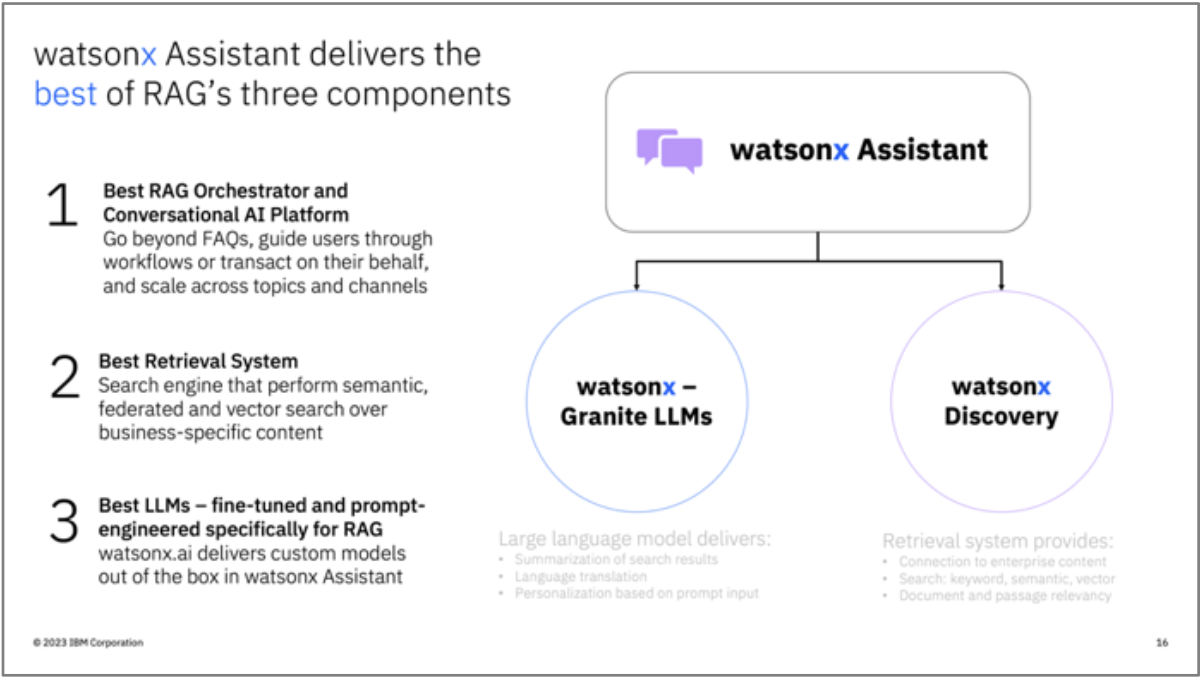 watsonx Assistant delivers the
best of RAG’s three components
1
Best RAG Orchestrator and
Conversational AI Platform
Go beyond FAQs, guide users through
workflows or transact on their behalf,
and scale across topics and channels
2
Best Retrieval System
Search engine that perform semantic,
federated and vector search over
business-specific content
3
Best LLMs – fine-tuned and prompt-
engineered specifically for RAG
watsonx.ai delivers custom models
out of the box in watsonx Assistant
watsonx Assistant
watsonx –
Granite LLMs
Large language model delivers:
• Summarization of search results
• Language translation
• Personalization based on prompt input
watsonx
Discovery
Retrieval system provides:
• Connection to enterprise content
• Search: keyword, semantic, vector
• Document and passage relevancy
© 2023 IBM Corporation
16